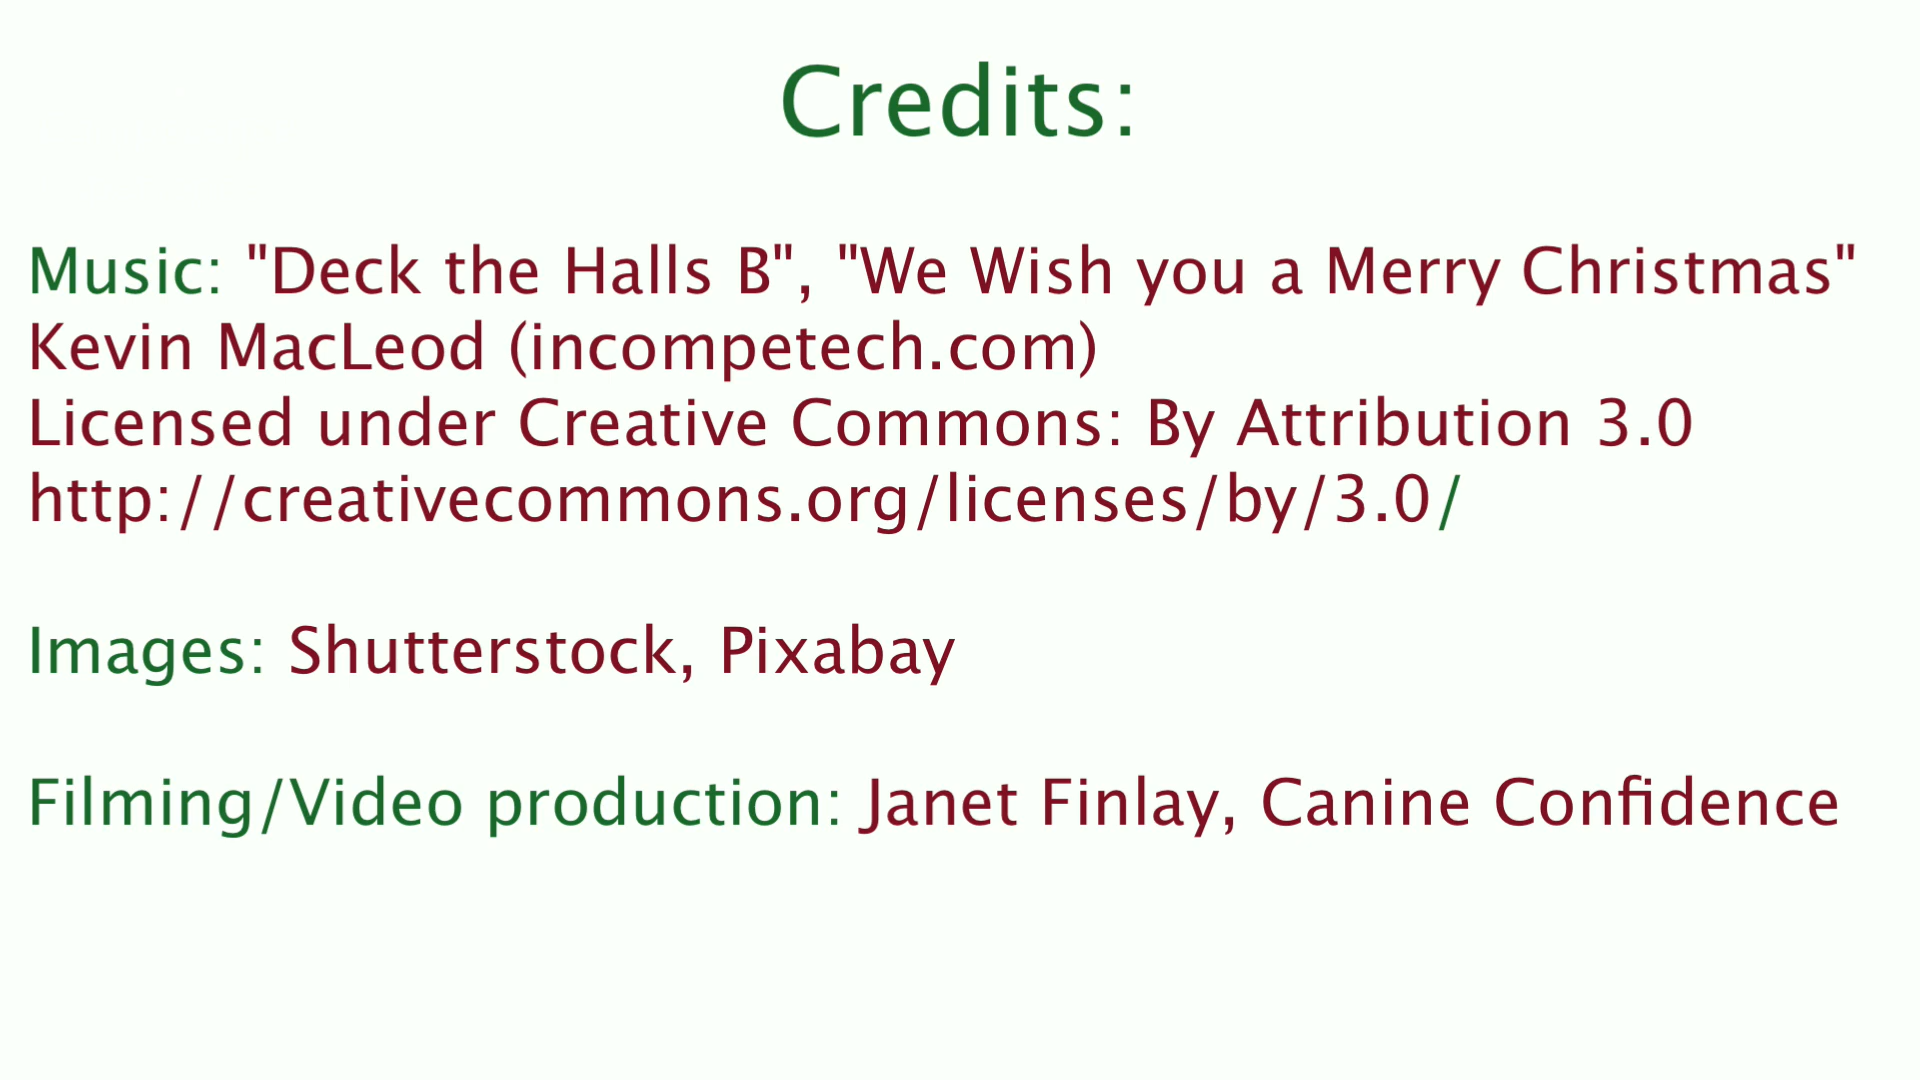 Credits:
Music: "Deck the Halls B", "We Wish you a Merry Christmas"
Kevin MacLeod (incompetech.com)
Licensed under Creative Commons: By Attribution 3.0
http://creativecommons.org/licenses/by/3.0/
Images: Shutterstock, Pixabay
Filming/Video production: Janet Finlay, Canine Confidence